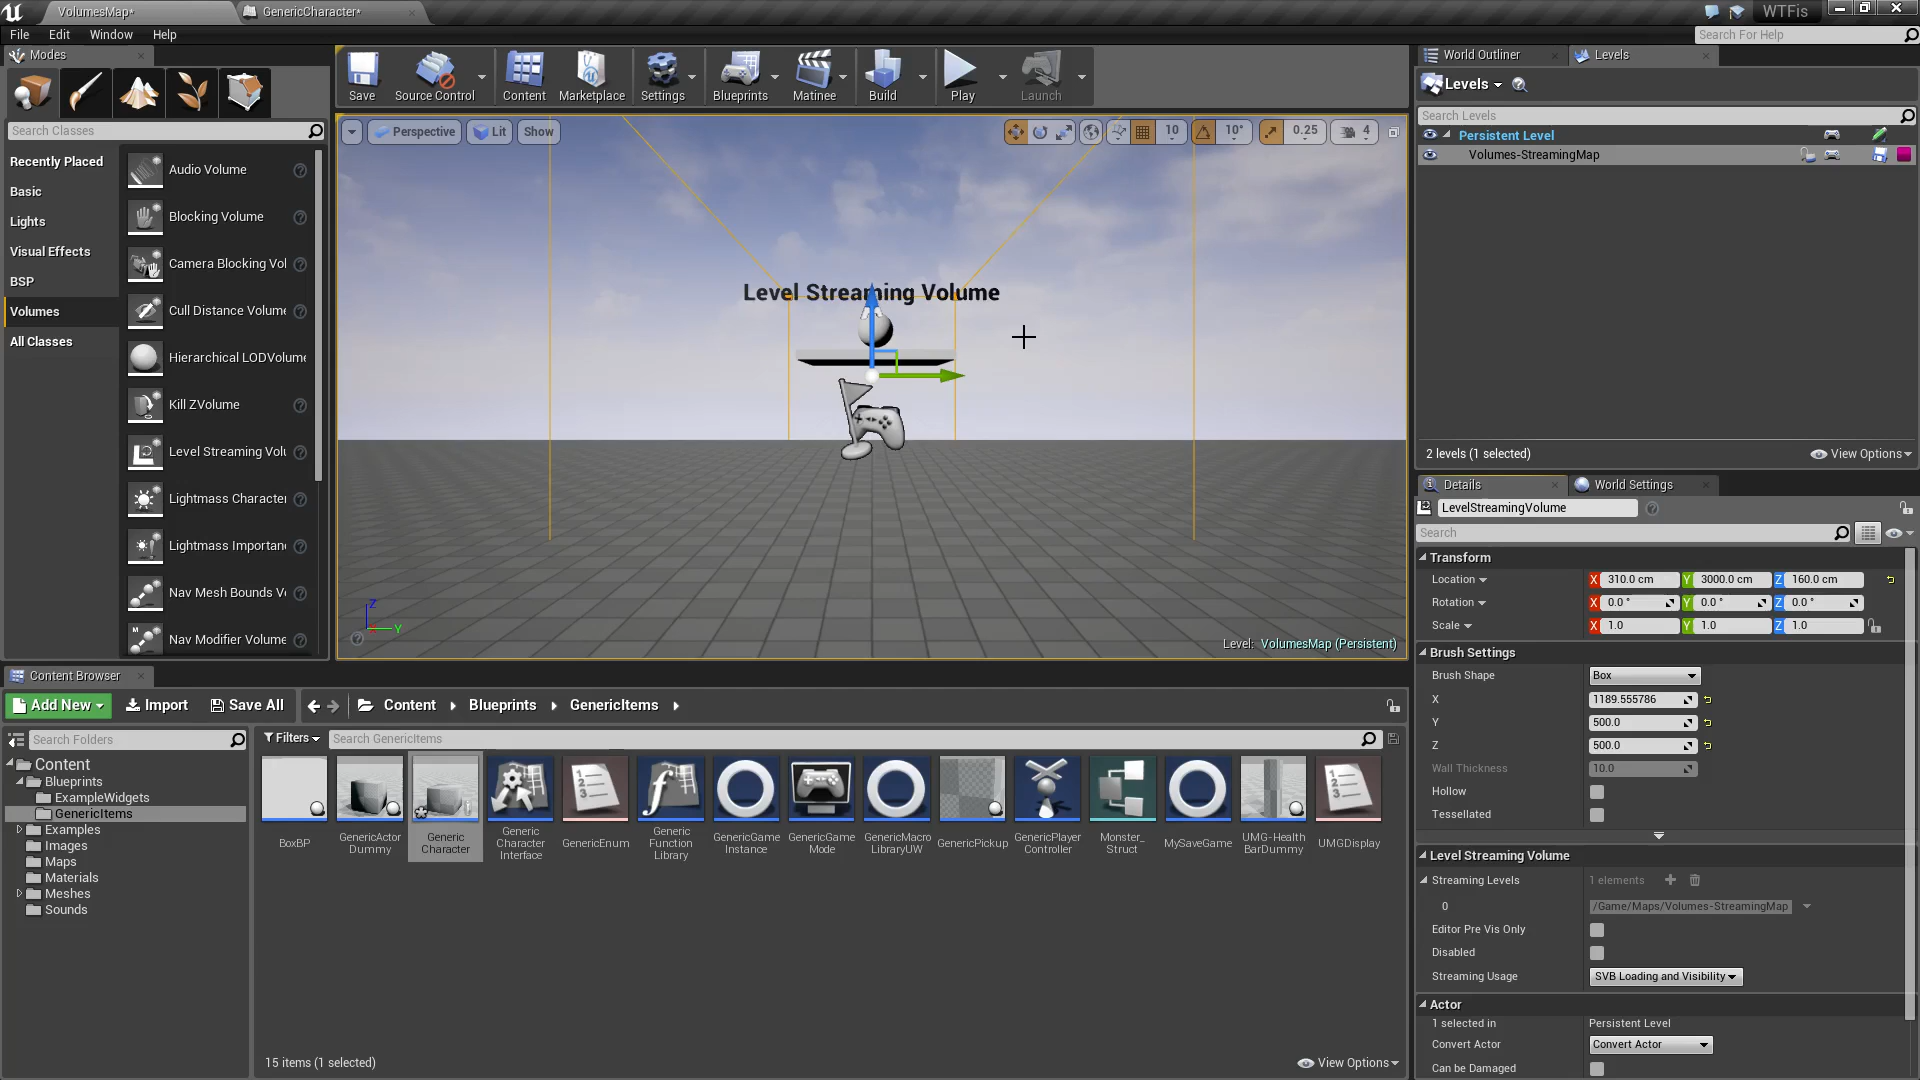 VolumesMap*
GenericCharacter*
WTFis
File Edit Window Help
Search For Help
Modes
Search Classes
Recently Placed
Basic
Lights
Visual Effects
BSP
Volumes
All Classes
Audio Volume
Blocking Volume
Camera Blocking Vol
Cull Distance Volume
Hierarchical LODVolume
Kill ZVolume
Level Streaming Volu
Lightmass Character
Lightmass Importanc
Nav Mesh Bounds Vo
Nav Modifier Volume
Save Source Control Content Marketplace Settings Blueprints Matinee Build Play Launch
Perspective Lit Show
10 10° 0.25 4
Level Streaming Volume
Z
X Y
Level: VolumesMap (Persistent)
World Outliner Levels
Levels
Search Levels
Persistent Level
Volumes-StreamingMap
2 levels (1 selected) View Options
Details World Settings
LevelStreamingVolume
Search
Transform
Location X 310.0 cm Y 3000.0 cm Z 160.0 cm
Rotation X 0.0 ° Y 0.0 ° Z 0.0 °
Scale X 1.0 Y 1.0 Z 1.0
Brush Settings
Brush Shape Box
X 1189.555786
Y 500.0
Z 500.0
Wall Thickness 10.0
Hollow
Tessellated
Level Streaming Volume
Streaming Levels 1 elements
0 /Game/Maps/Volumes-StreamingMap
Editor Pre Vis Only
Disabled
Streaming Usage SVB Loading and Visibility
Actor
1 selected in Persistent Level
Convert Actor Convert Actor
Can be Damaged
Content Browser
Add New Import Save All Content Blueprints GenericItems
Search Folders
Content
Blueprints
ExampleWidgets
GenericItems
Examples
Images
Maps
Materials
Meshes
Sounds
Filters Search GenericItems
BoxBP
GenericActor
Dummy
Generic
Character
Generic
Character
Interface
GenericEnum
Generic
Function
Library
GenericGame
Instance
GenericGame
Mode
GenericMacro
LibraryUW
GenericPickup
GenericPlayer
Controller
Monster_
Struct
MySaveGame
UMG-Health
BarDummy
UMGDisplay
15 items (1 selected) View Options